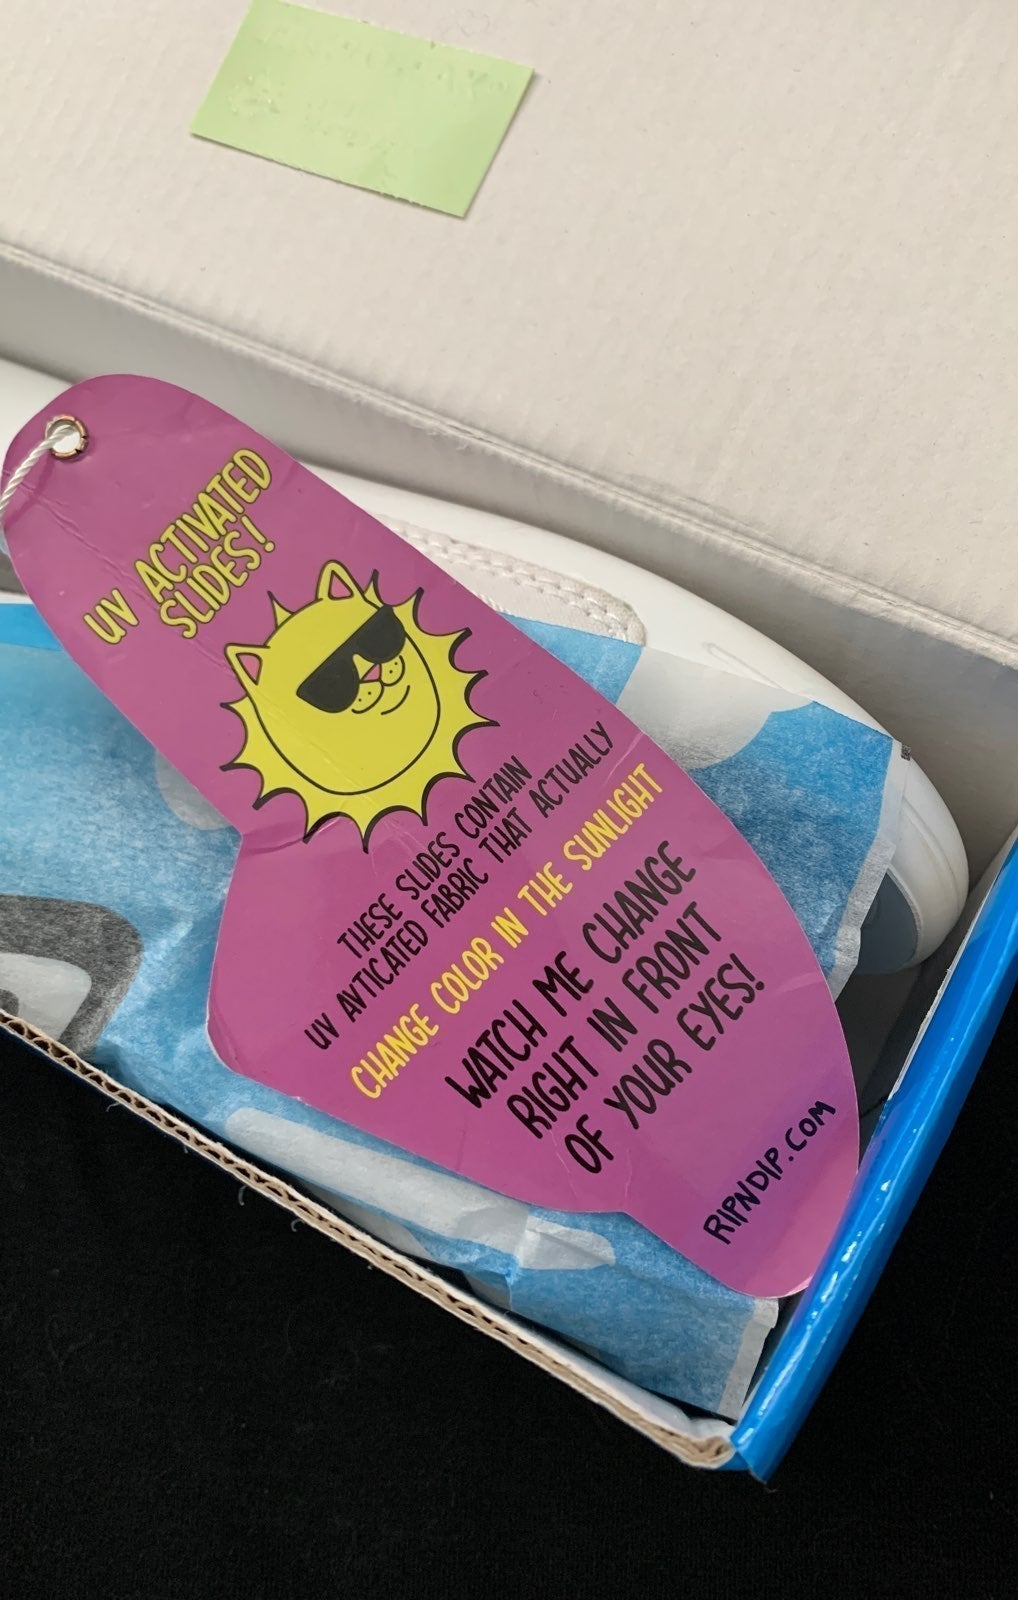 UV ACTIVATED
SLIDES!
THESE SLIDES CONTAIN
UV AVTICATED FABRIC THAT ACTUALLY
CHANGE COLOR IN THE SUNLIGHT
WATCH ME CHANGE
RIGHT IN FRONT
OF YOUR EYES!
RIPNDIP.COM